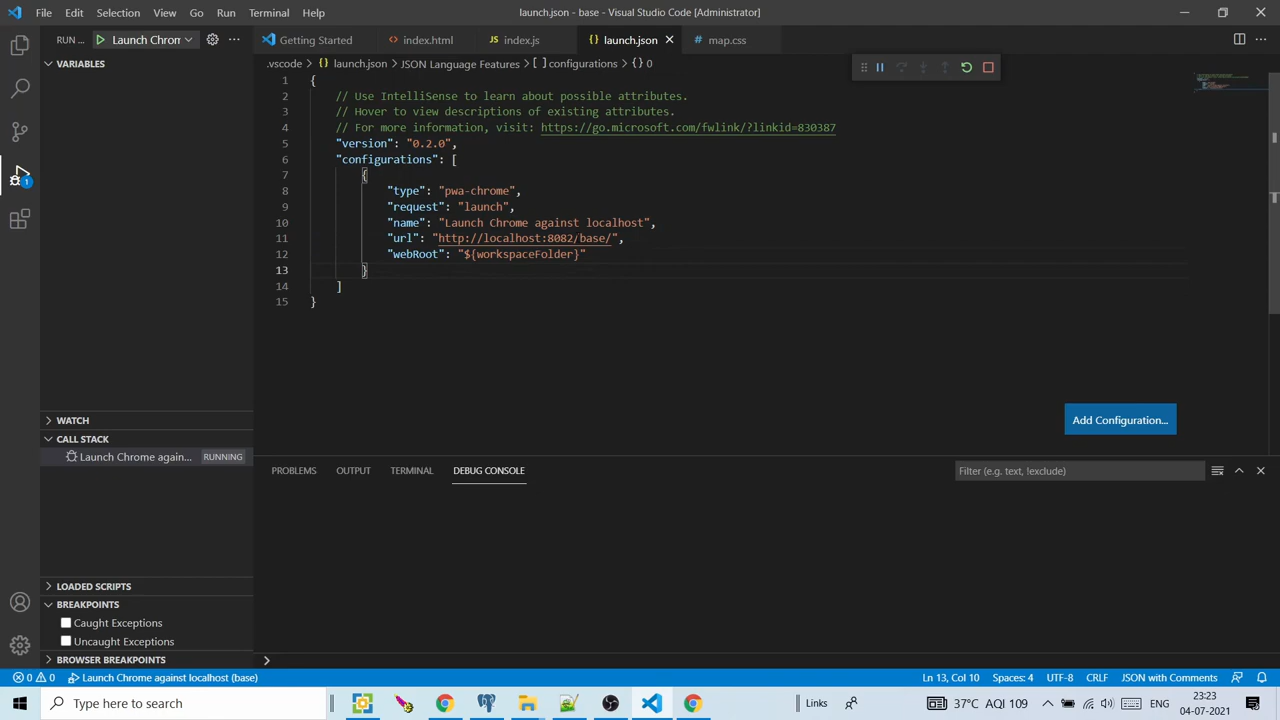 File Edit Selection View Go Run Terminal Help launch.json - base - Visual Studio Code [Administrator]
RUN ... Launch Chrom
Getting Started index.html index.js launch.json map.css
VARIABLES
.vscode > launch.json > JSON Language Features > [ ] configurations > {} 0
1 {
2 // Use IntelliSense to learn about possible attributes.
3 // Hover to view descriptions of existing attributes.
4 // For more information, visit: https://go.microsoft.com/fwlink/?linkid=830387
5 "version": "0.2.0",
6 "configurations": [
7 {
8 "type": "pwa-chrome",
9 "request": "launch",
10 "name": "Launch Chrome against localhost",
11 "url": "http://localhost:8082/base/",
12 "webRoot": "${workspaceFolder}"
13 }
14 ]
15 }
Add Configuration...
WATCH
CALL STACK
Launch Chrome again... RUNNING
LOADED SCRIPTS
BREAKPOINTS
Caught Exceptions
Uncaught Exceptions
BROWSER BREAKPOINTS
PROBLEMS OUTPUT TERMINAL DEBUG CONSOLE
Filter (e.g. text, !exclude)
1
0 0 Launch Chrome against localhost (base)
Ln 13, Col 10 Spaces: 4 UTF-8 CRLF JSON with Comments
Type here to search
Links
37°C AQI 109
ENG
23:23
04-07-2021